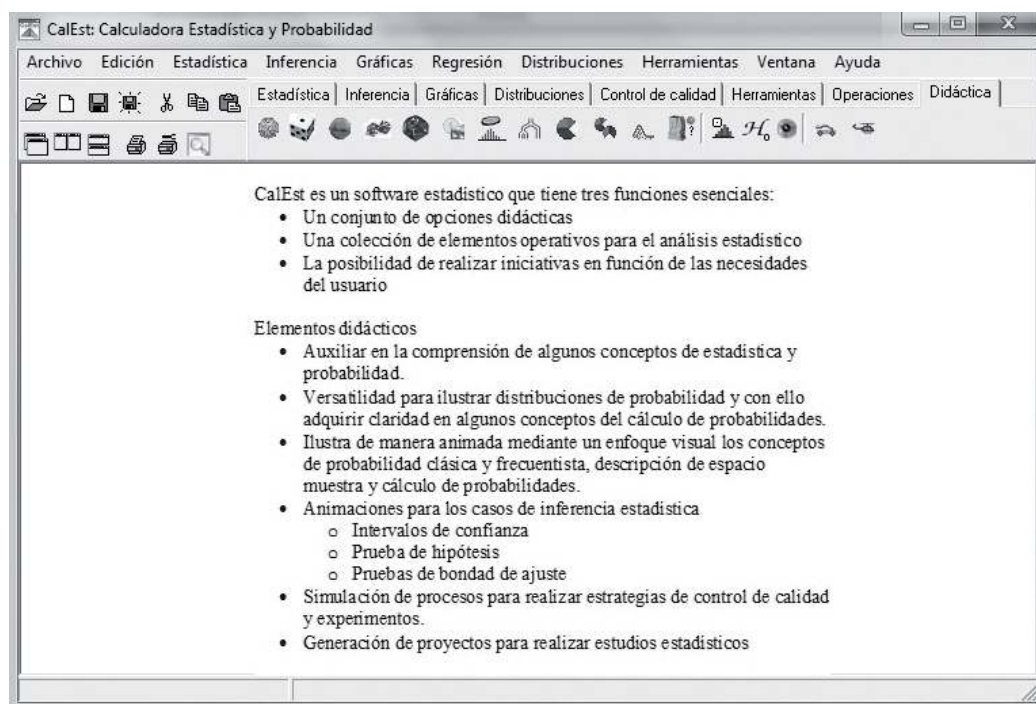 CalEst: Calculadora Estadística y Probabilidad
Archivo Edición Estadística Inferencia Gráficas Regresión Distribuciones Herramientas Ventana Ayuda
Estadística Inferencia Gráficas Distribuciones Control de calidad Herramientas Operaciones Didáctica
H₀
CalEst es un software estadistico que tiene tres funciones esenciales:
• Un conjunto de opciones didácticas
• Una colección de elementos operativos para el análisis estadistico
• La posibilidad de realizar iniciativas en función de las necesidades
del usuario
Elementos didácticos
• Auxiliar en la comprensión de algunos conceptos de estadistica y
probabilidad.
• Versatilidad para ilustrar distribuciones de probabilidad y con ello
adquirir claridad en algunos conceptos del cálculo de probabilidades.
• Ilustra de manera animada mediante un enfoque visual los conceptos
de probabilidad clásica y frecuentista, descripción de espacio
muestra y cálculo de probabilidades.
• Animaciones para los casos de inferencia estadistica
o Intervalos de confianza
o Prueba de hipótesis
o Pruebas de bondad de ajuste
• Simulación de procesos para realizar estrategias de control de calidad
y experimentos.
• Generación de proyectos para realizar estudios estadisticos